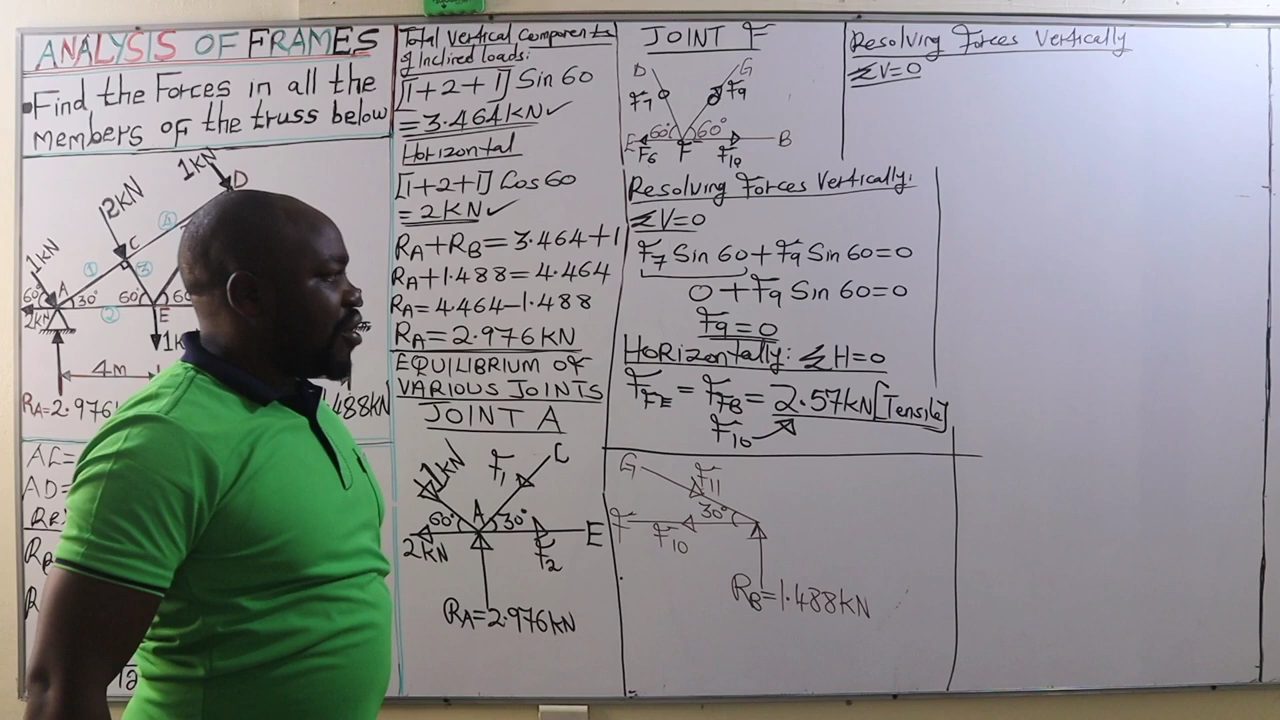 ANALYSIS OF FRAMES
•Find the Forces in all the
members of the truss below
1KN
D
2KN
4
1KN
C
1
3
A
60°
30°
60°
60
2KN
2
E
1K
4m
RA=2.976
.488KN
AC=
AD=
RB
Total Vertical Components
of Inclined loads:
[1+2+1] Sin 60
=3.464KN✓
Horizontal
[1+2+1] Cos 60
=2KN✓
RA+RB=3.464+1
RA+1.488=4.464
RA=4.464-1.488
RA=2.976KN
EQUILIBRIUM OF
VARIOUS JOINTS
JOINT A
1KN
F1
C
60°
A
30°
E
2KN
F2
RA=2.976KN
JOINT F
D
G
F7
F9
E
60°
60°
B
F6
F
F10
Resolving Forces Vertically:
ΣV=0
F7 Sin 60+F9 Sin 60=0
0+F9 Sin 60=0
F9=0
Horizontally: ΣH=0
FFE=FFB=2.57KN[Tensile]
F10
G
F11
30°
F
F10
RB=1.488KN
Resolving Forces Vertically
ΣV=0